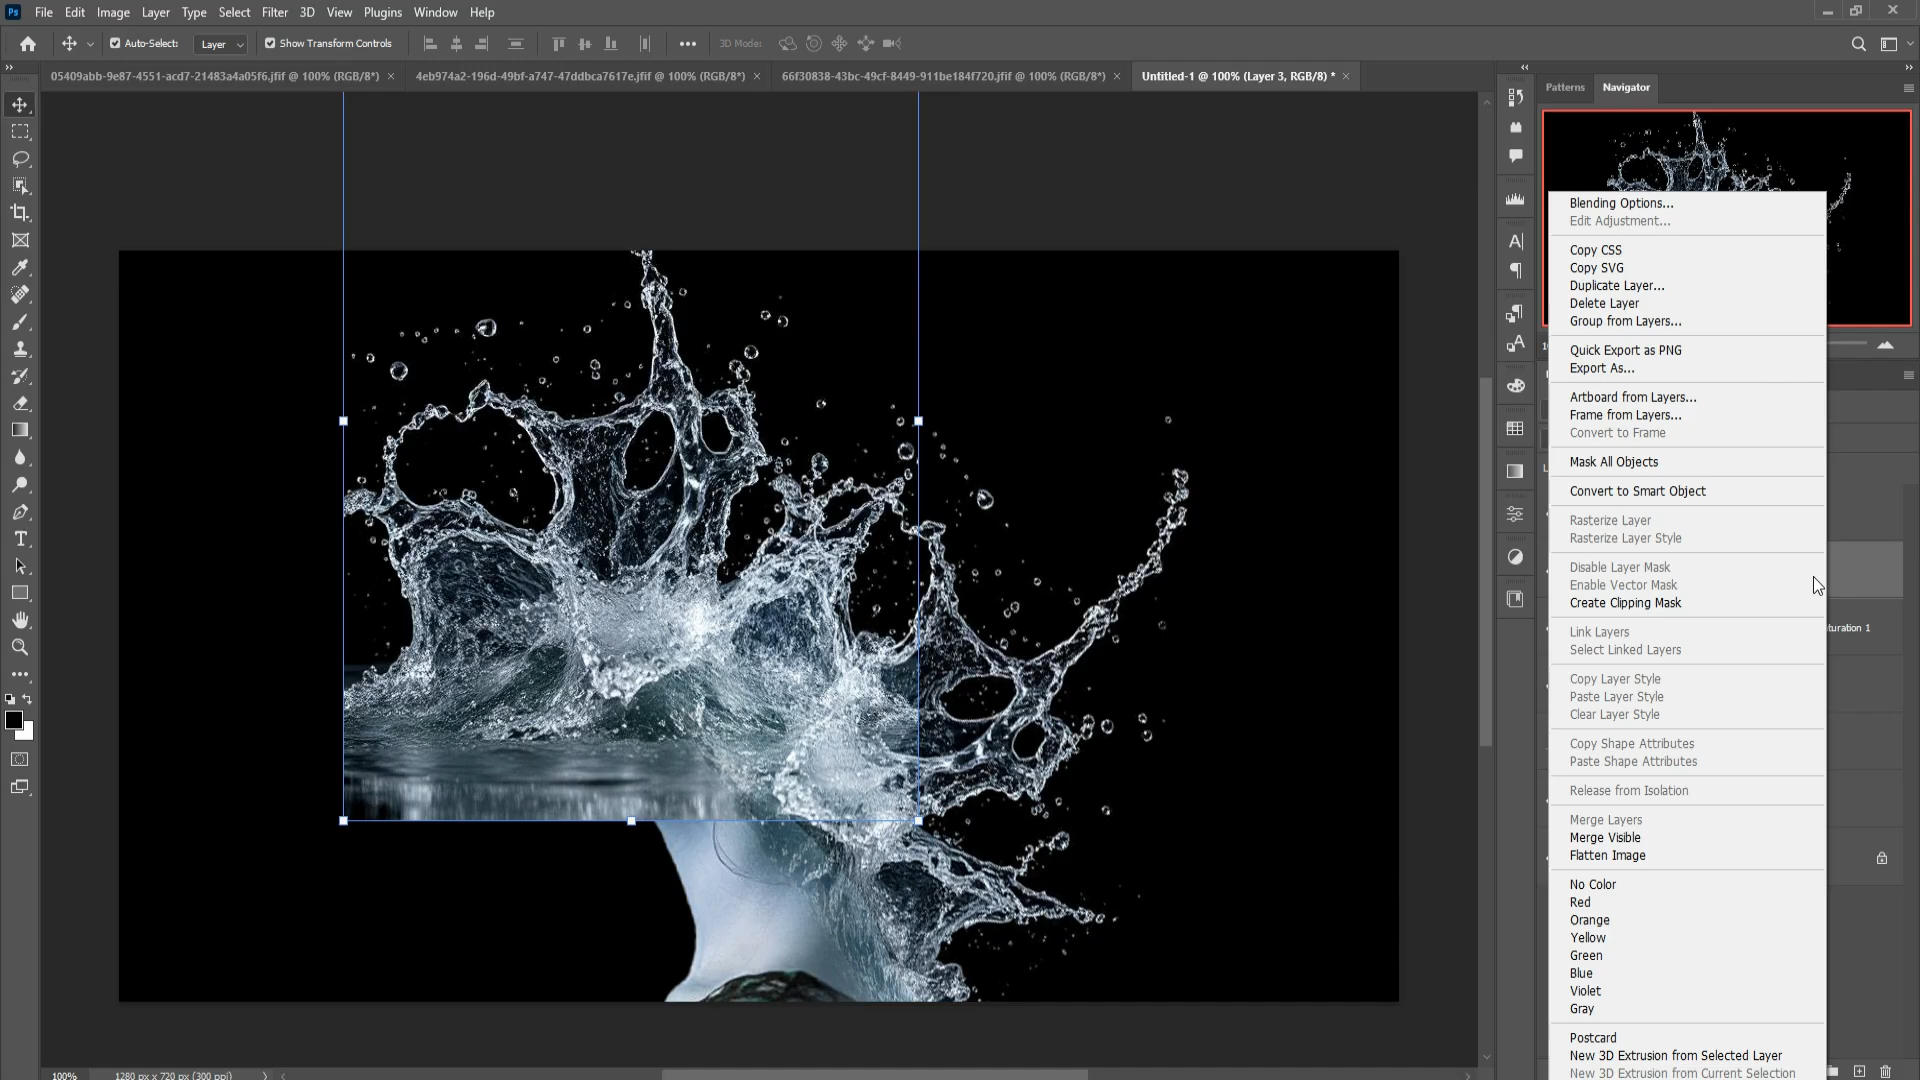 Ps File Edit Image Layer Type Select Filter 3D View Plugins Window Help
Auto-Select: Layer Show Transform Controls ••• 3D Mode:
05409abb-9e87-4551-acd7-21483a4a05f6.jfif @ 100% (RGB/8*) × 4eb974a2-196d-49bf-a747-47ddbca7617e.jfif @ 100% (RGB/8*) × 66f30838-43bc-49cf-8449-911be184f720.jfif @ 100% (RGB/8*) × Untitled-1 @ 100% (Layer 3, RGB/8) * ×
Patterns Navigator
Blending Options...
Edit Adjustment...
Copy CSS
Copy SVG
Duplicate Layer...
Delete Layer
Group from Layers...
Quick Export as PNG
Export As...
Artboard from Layers...
Frame from Layers...
Convert to Frame
Mask All Objects
Convert to Smart Object
Rasterize Layer
Rasterize Layer Style
Disable Layer Mask
Enable Vector Mask
Create Clipping Mask
uration 1
Link Layers
Select Linked Layers
Copy Layer Style
Paste Layer Style
Clear Layer Style
Copy Shape Attributes
Paste Shape Attributes
Release from Isolation
Merge Layers
Merge Visible
Flatten Image
No Color
Red
Orange
Yellow
Green
Blue
Violet
Gray
Postcard
New 3D Extrusion from Selected Layer
New 3D Extrusion from Current Selection
100% 1280 px x 720 px (300 ppi)